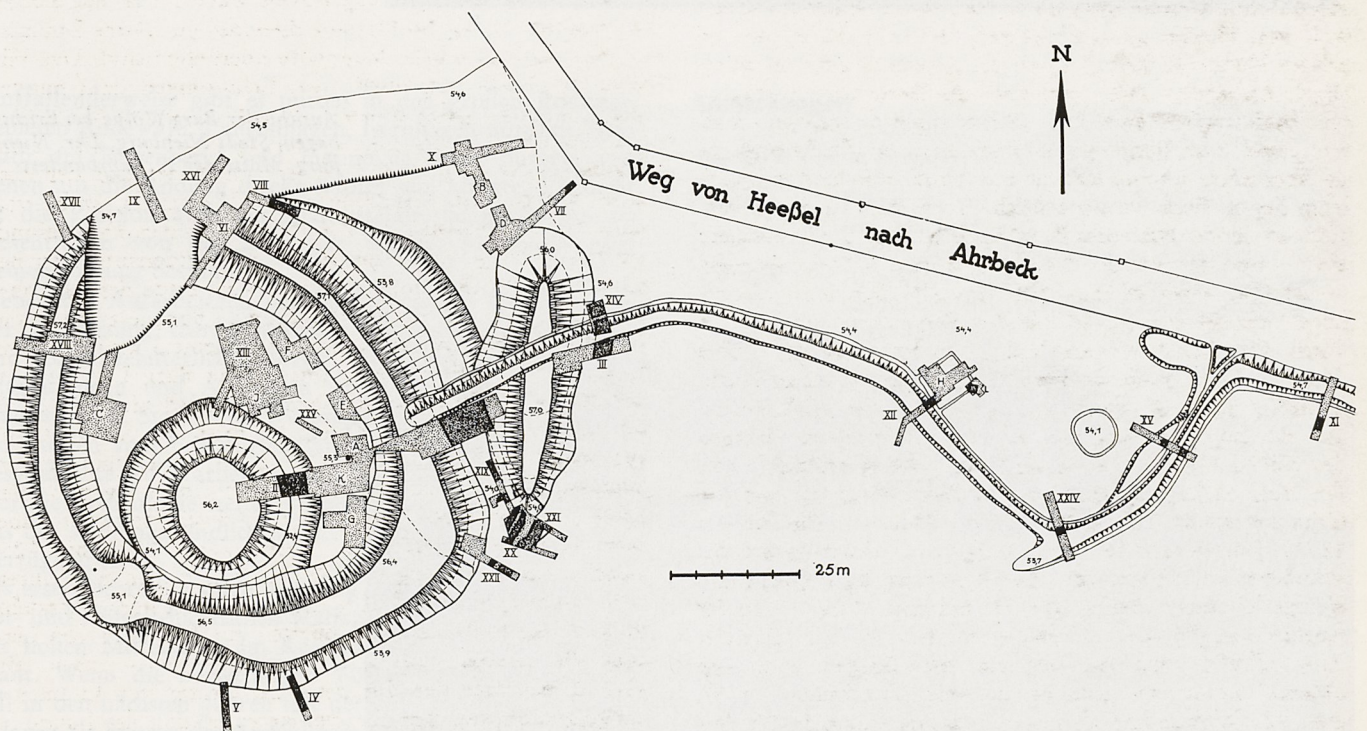 N
54,6
54,5
Weg von Heeßel nach Ahrbeck
X
XVI
VIII
B
XVII
IX
54,7
VI
D
VII
56,0
53,8
57,1
54,6
XIV
55,1
57,2
XVIII
54,4
54,4
XIII
F
III
54,7
H
J
C
57,0
XII
XI
XXV
54,1
XV
A
55,5
XIX
K
II
56,2
XXIV
G
XXI
XX
54,1
56,4
53,7
XXII
25m
55,1
56,5
53,9
V
IV